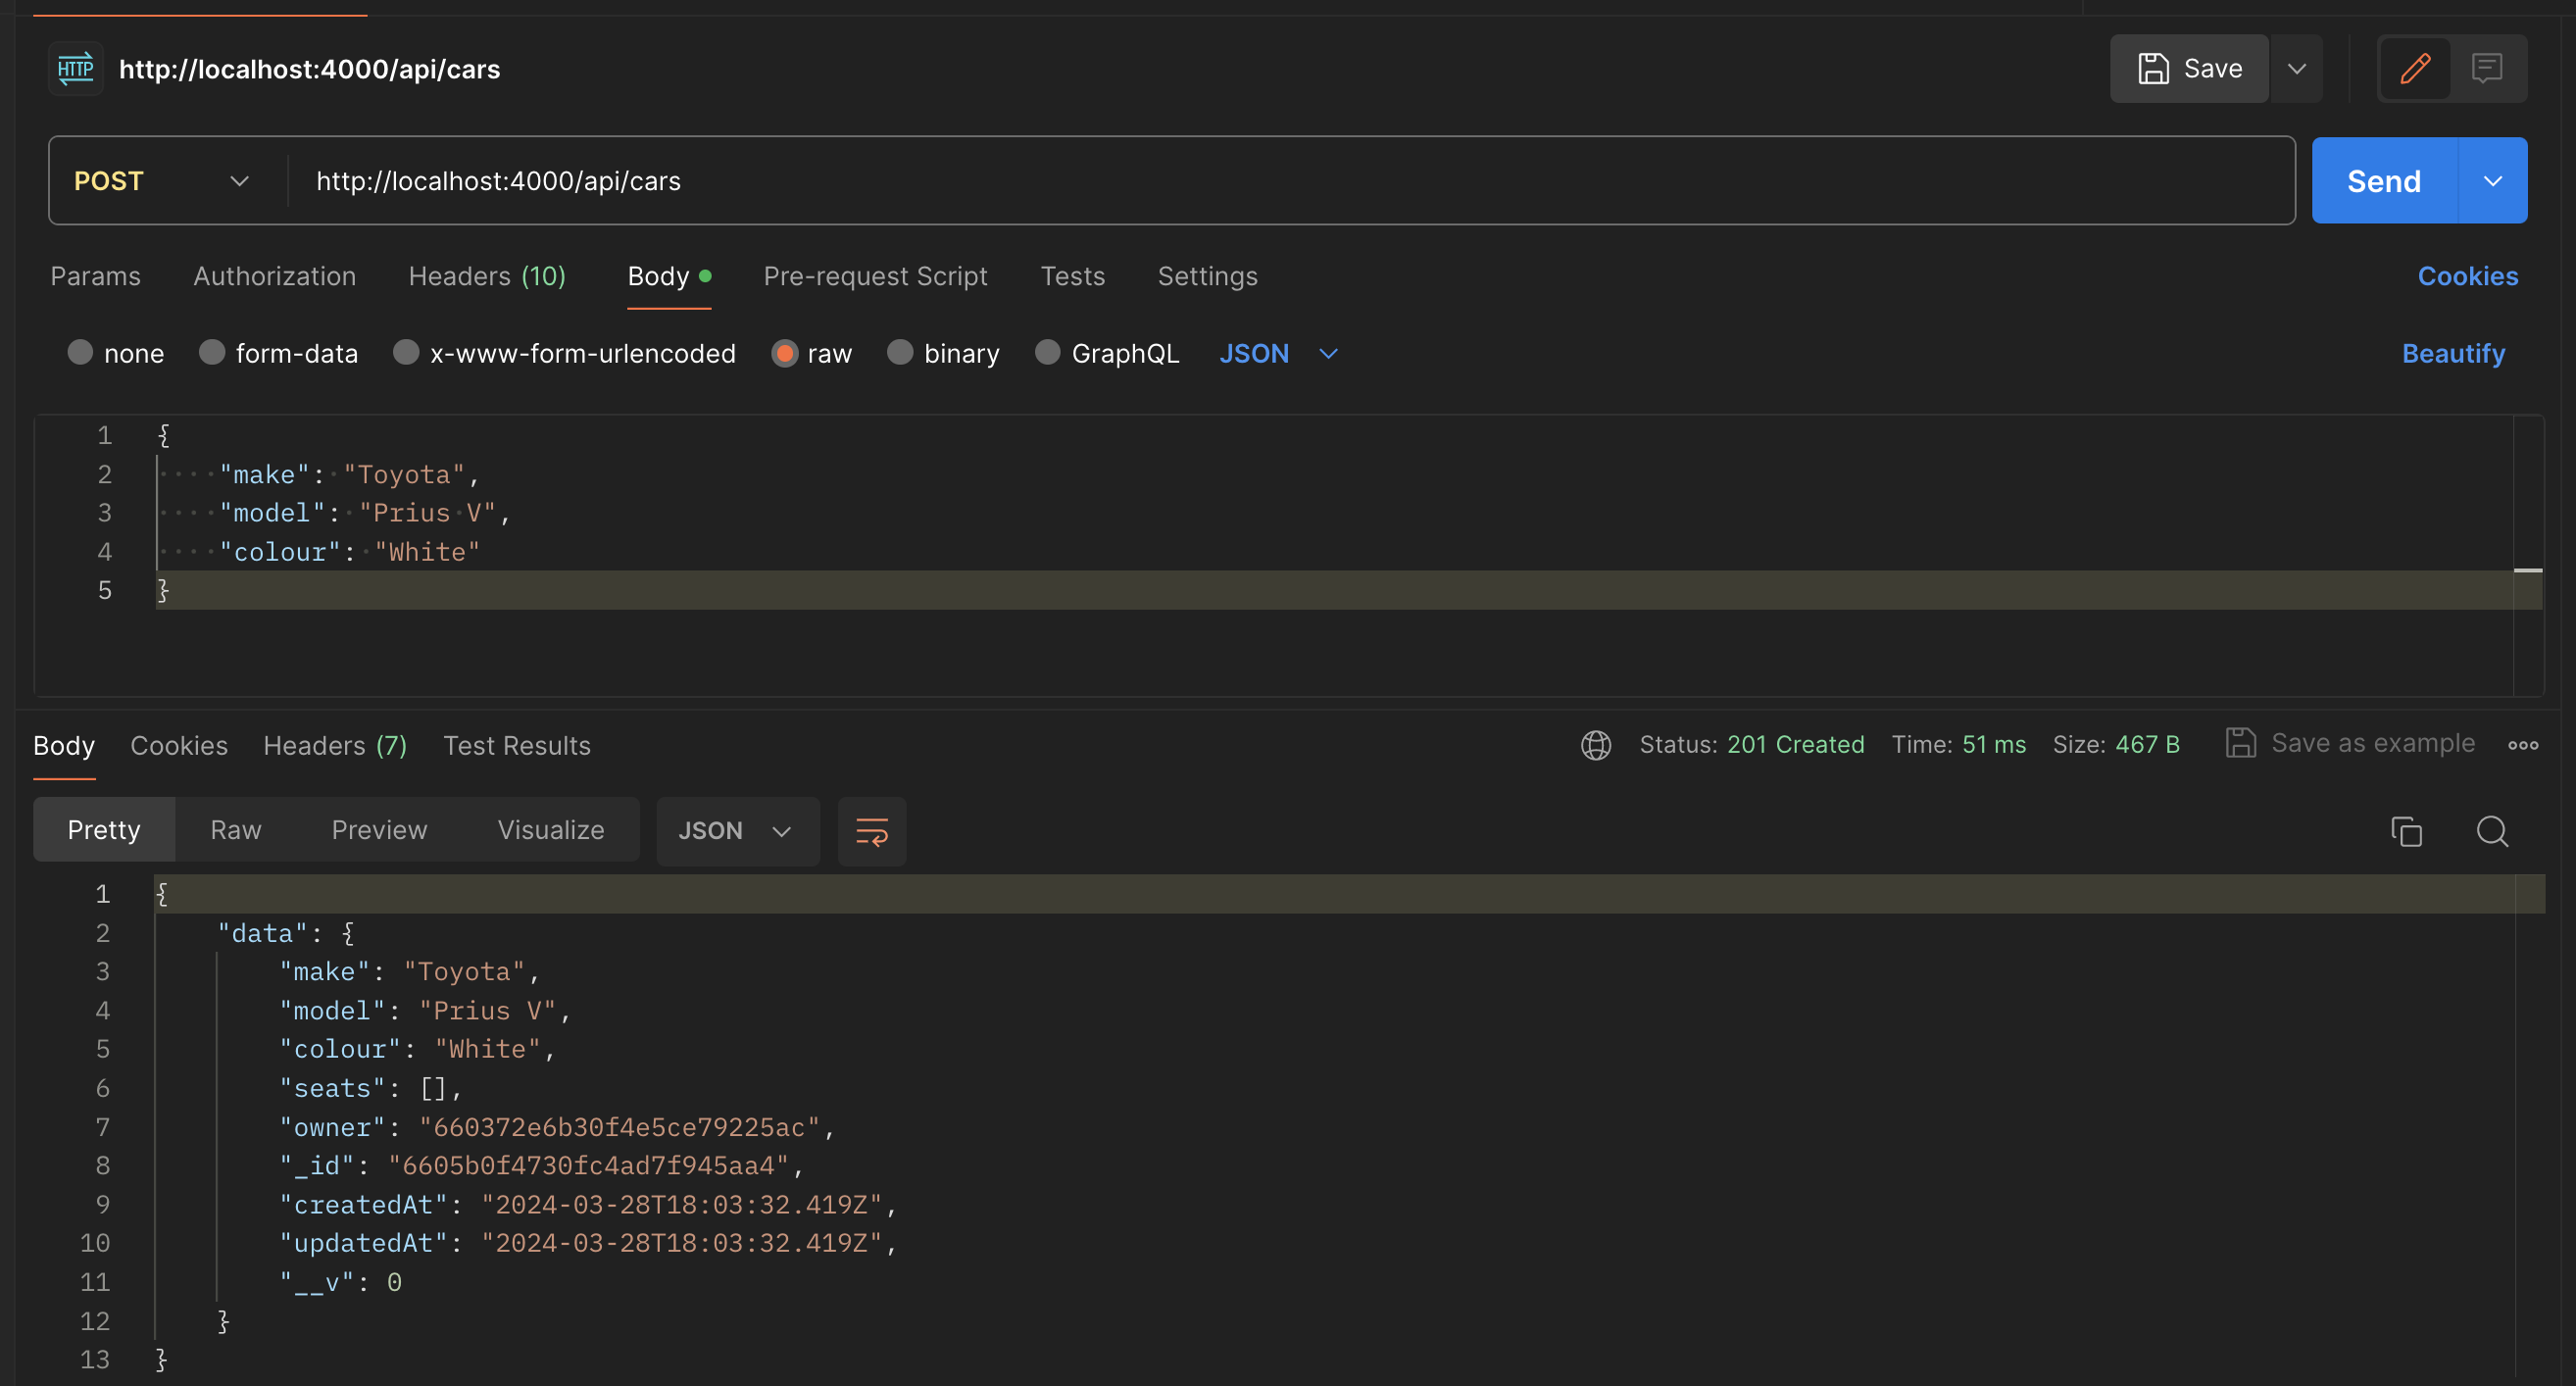 HTTP http://localhost:4000/api/cars Save
POST http://localhost:4000/api/cars Send
Params Authorization Headers (10) Body Pre-request Script Tests Settings Cookies
none form-data x-www-form-urlencoded raw binary GraphQL JSON Beautify
1 {
2 "make": "Toyota",
3 "model": "Prius V",
4 "colour": "White"
5 }
Body Cookies Headers (7) Test Results Status: 201 Created Time: 51 ms Size: 467 B Save as example
Pretty Raw Preview Visualize JSON
1 {
2 "data": {
3 "make": "Toyota",
4 "model": "Prius V",
5 "colour": "White",
6 "seats": [],
7 "owner": "660372e6b30f4e5ce79225ac",
8 "_id": "6605b0f4730fc4ad7f945aa4",
9 "createdAt": "2024-03-28T18:03:32.419Z",
10 "updatedAt": "2024-03-28T18:03:32.419Z",
11 "__v": 0
12 }
13 }